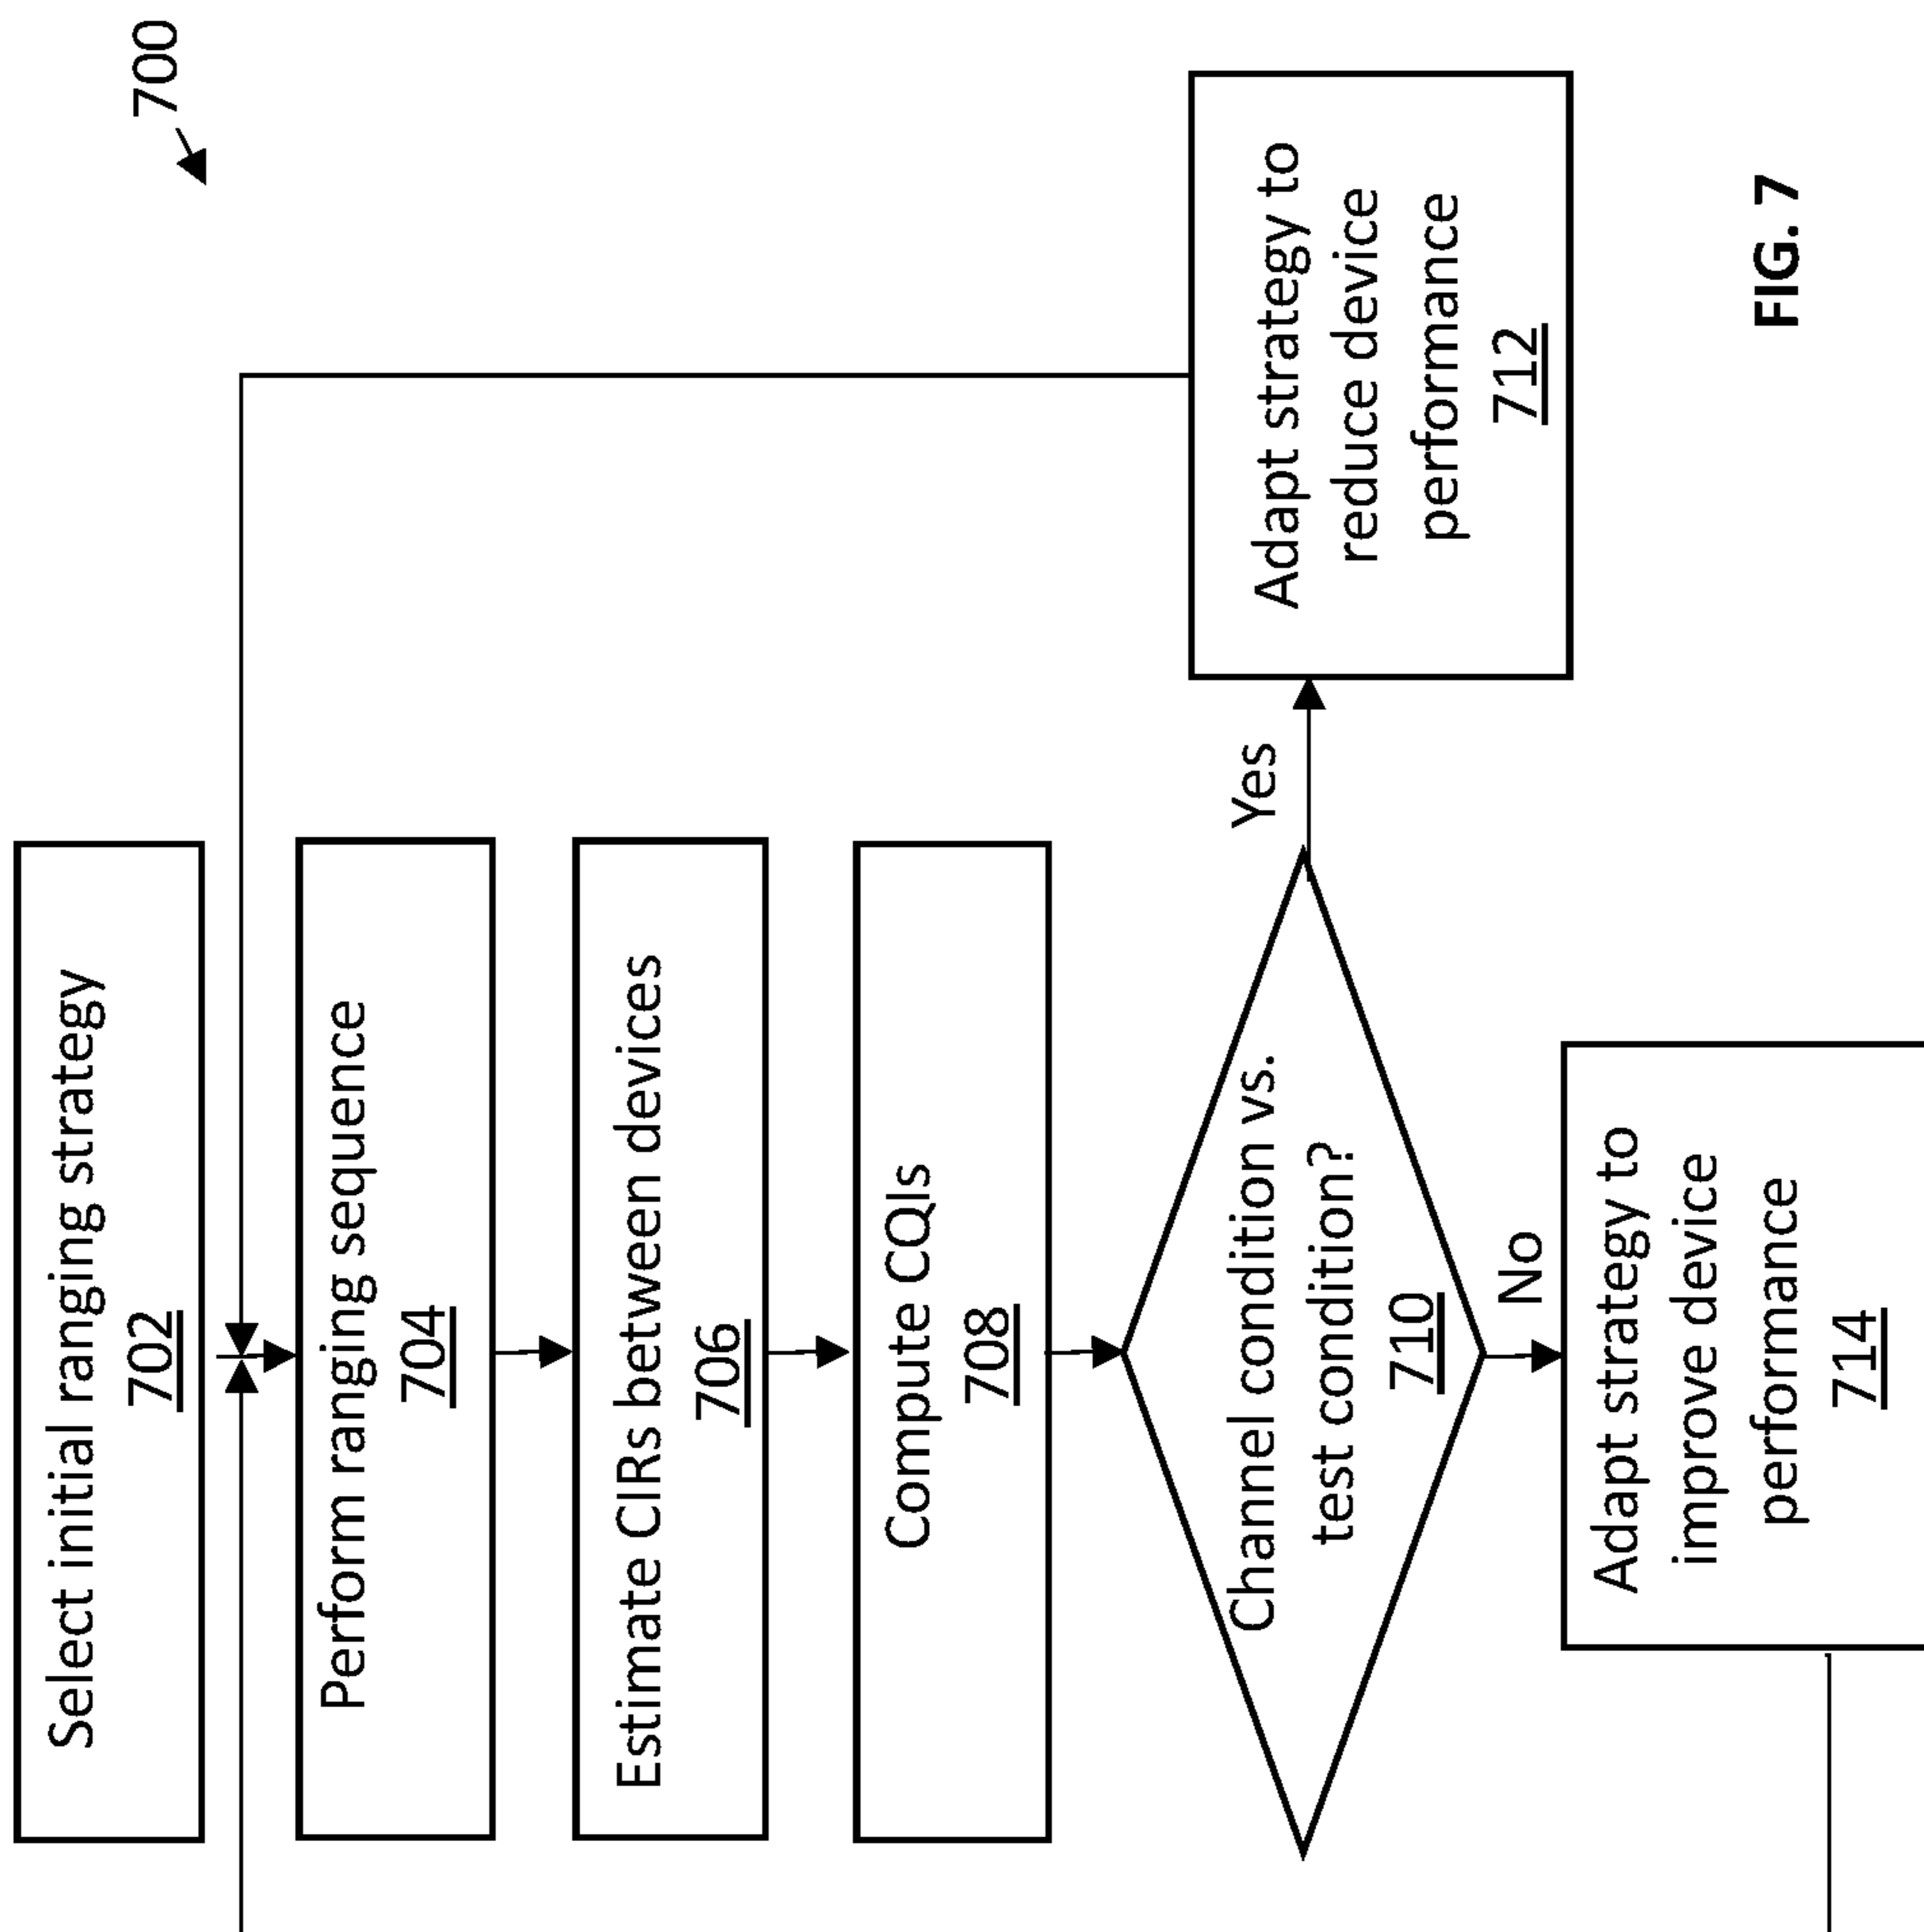 700
Select initial ranging strategy
702
Perform ranging sequence
704
Estimate CIRs between devices
706
Compute CQIs
708
Channel condition vs.
test condition?
710
Yes
Adapt strategy to
reduce device
performance
712
No
Adapt strategy to
improve device
performance
714
FIG. 7